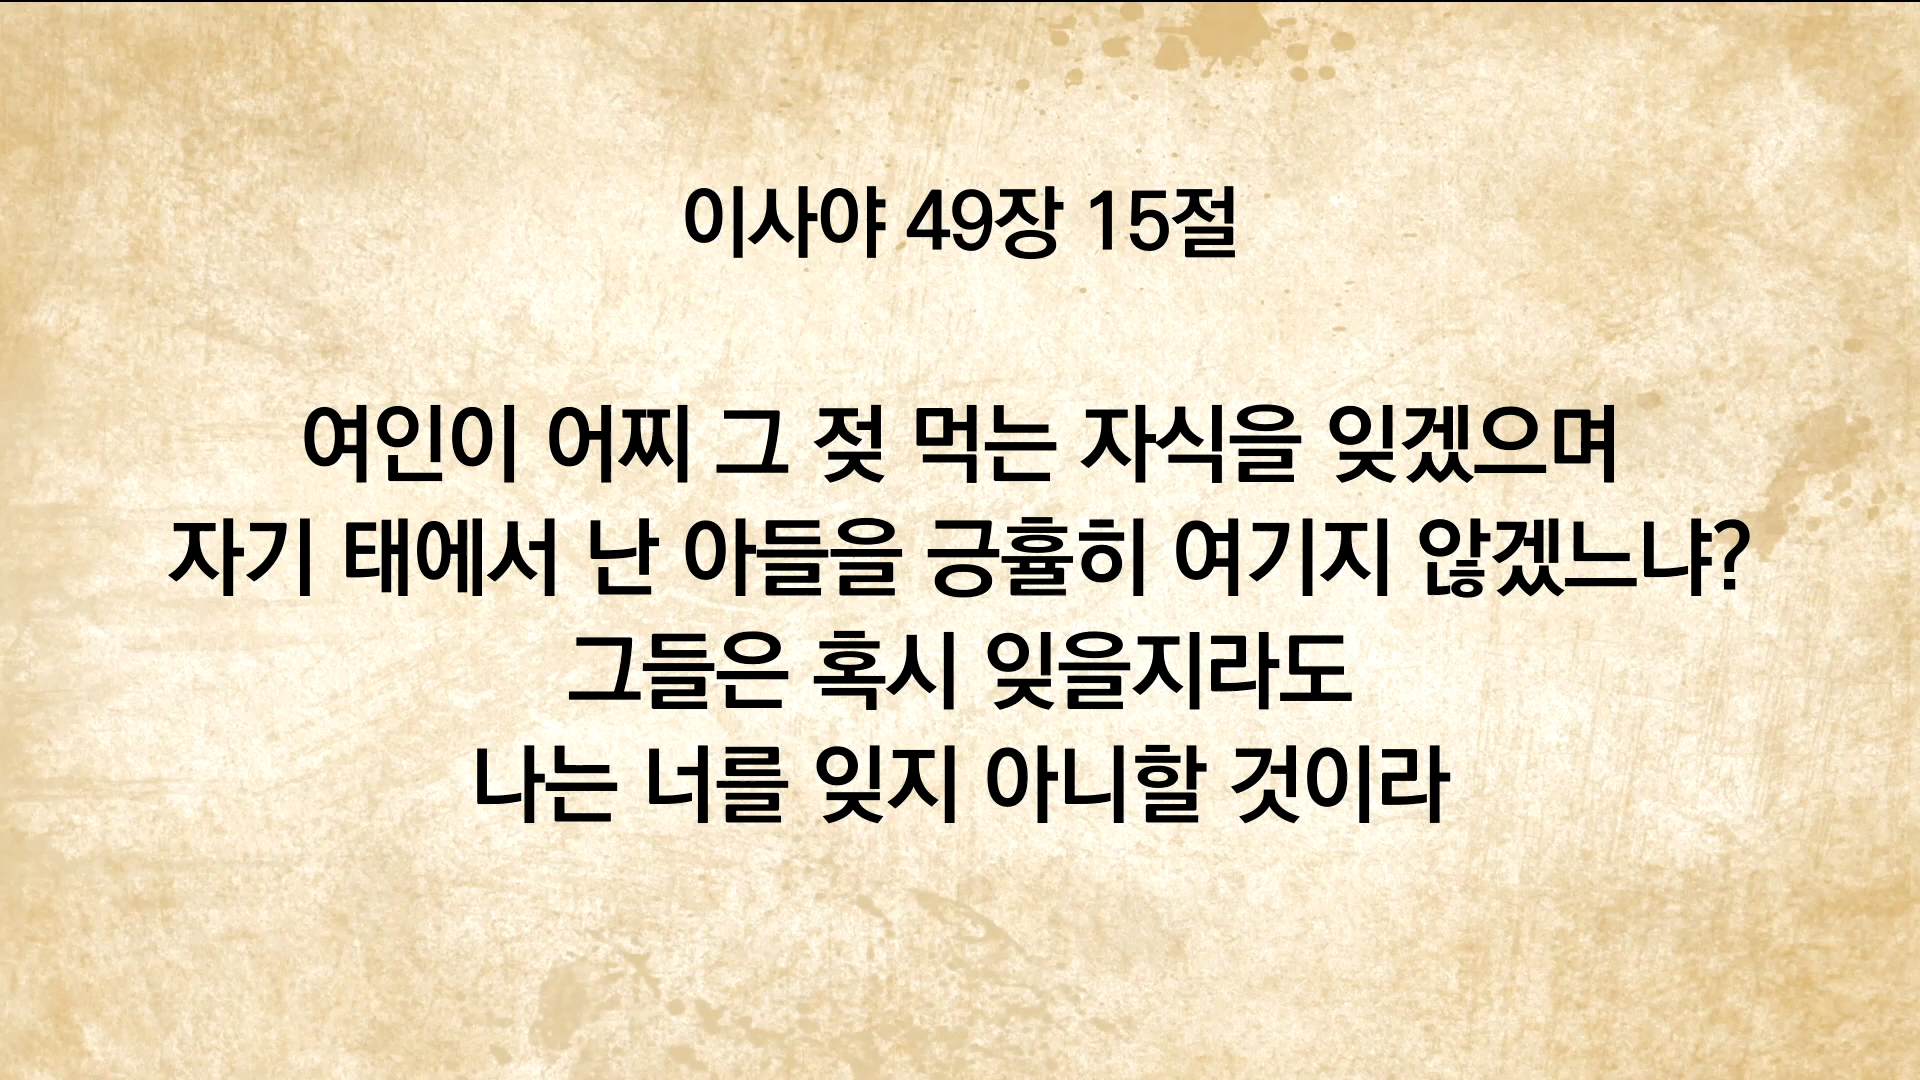 이사야 49장 15절
여인이 어찌 그 젖 먹는 자식을 잊겠으며
자기 태에서 난 아들을 긍휼히 여기지 않겠느냐?
그들은 혹시 잊을지라도
나는 너를 잊지 아니할 것이라